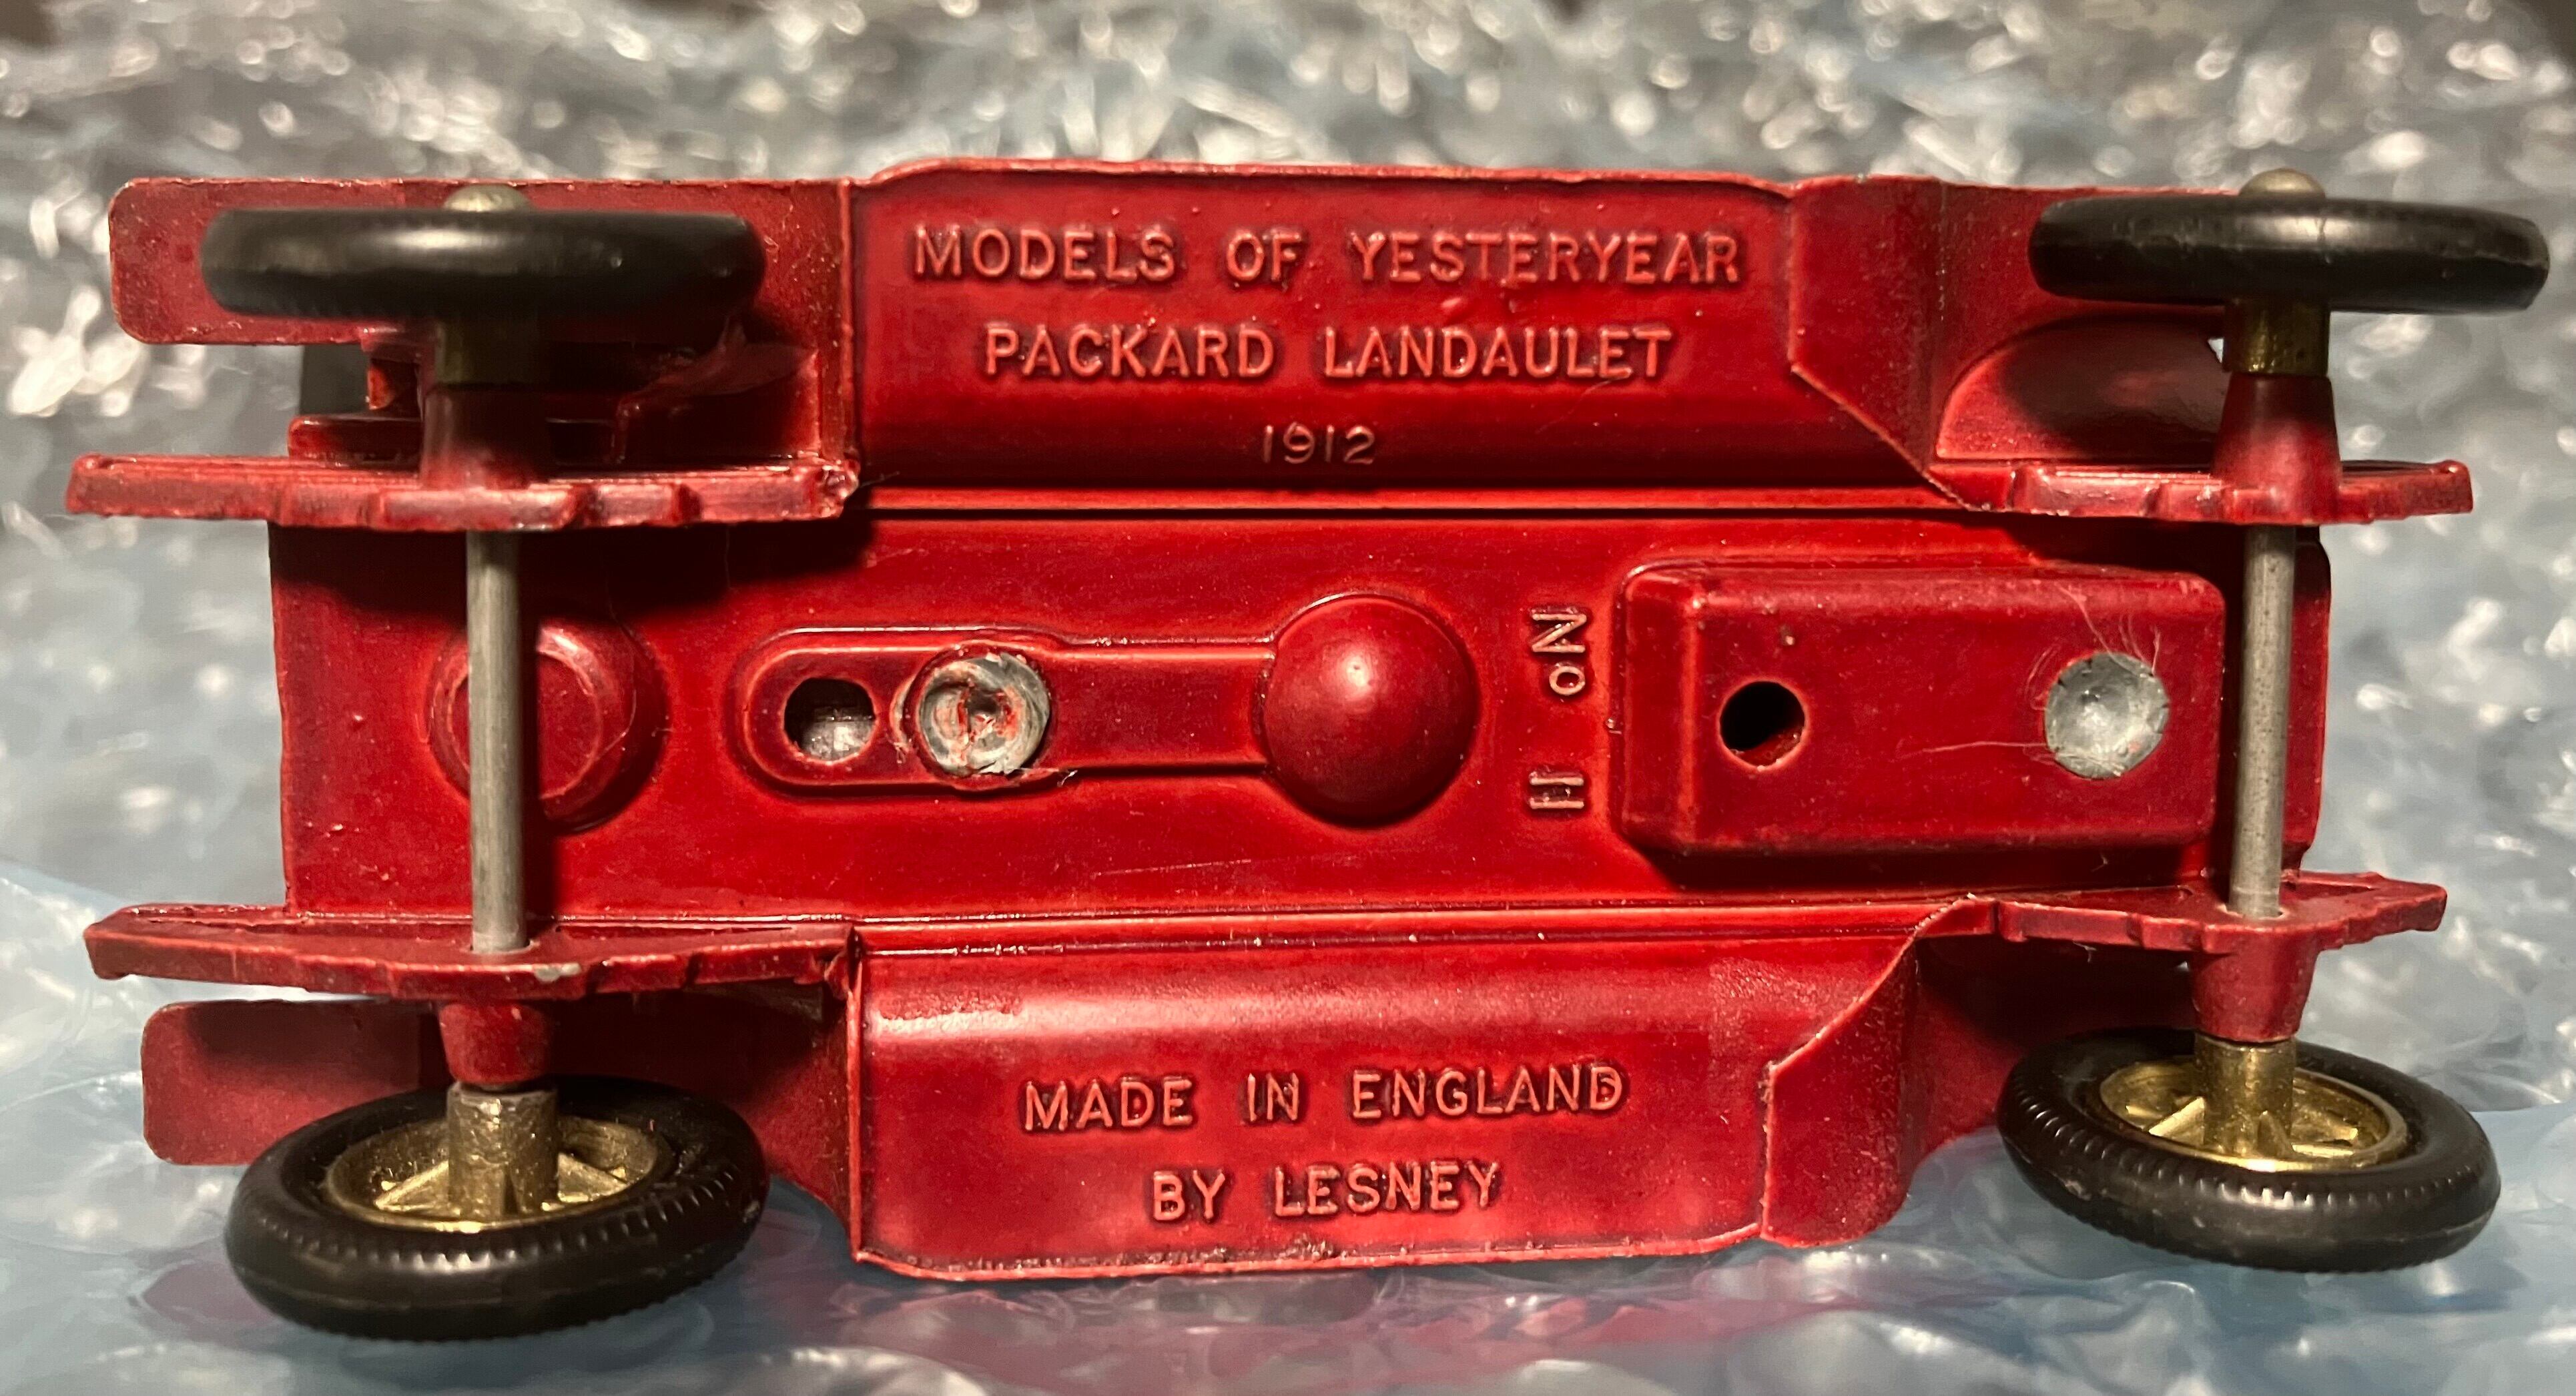 MODELS OF YESTERYEAR
PACKARD LANDAULET
1912
No 11
MADE IN ENGLAND
BY LESNEY